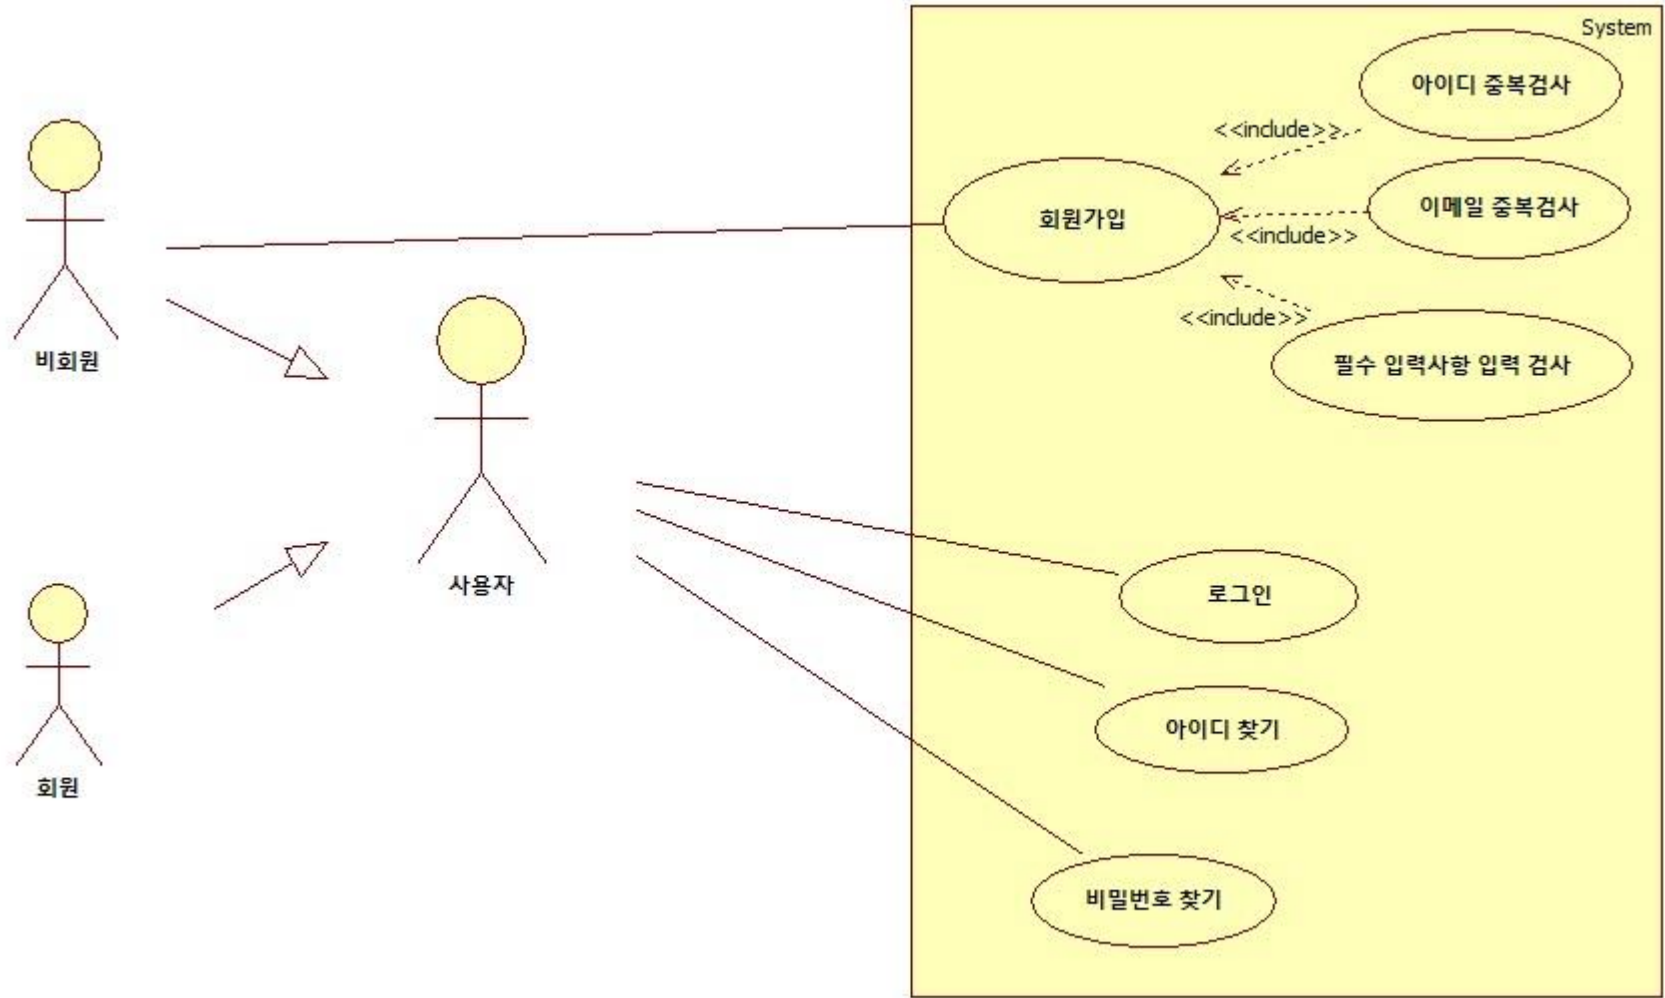 System
아이디 중복검사
<<include>>
이메일 중복검사
회원가입
<<include>>
<<include>>
필수 입력사항 입력 검사
비회원
사용자
로그인
아이디 찾기
회원
비밀번호 찾기